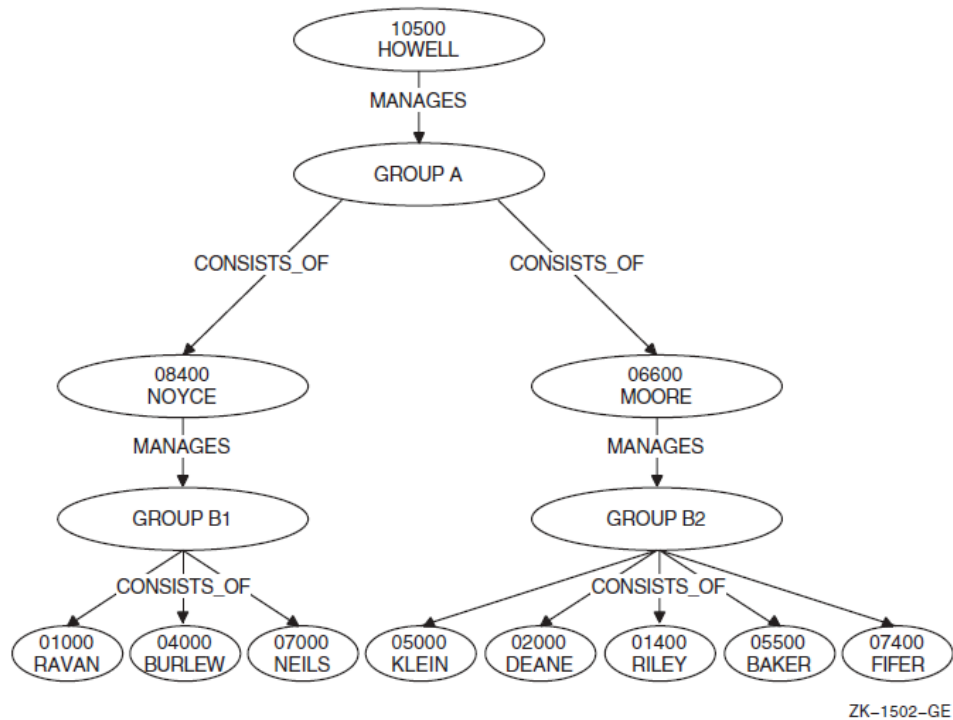 10500
HOWELL
MANAGES
GROUP A
CONSISTS_OF
CONSISTS_OF
08400
NOYCE
06600
MOORE
MANAGES
MANAGES
GROUP B1
GROUP B2
CONSISTS_OF
CONSISTS_OF
01000
RAVAN
04000
BURLEW
07000
NEILS
05000
KLEIN
02000
DEANE
01400
RILEY
05500
BAKER
07400
FIFER
ZK–1502–GE